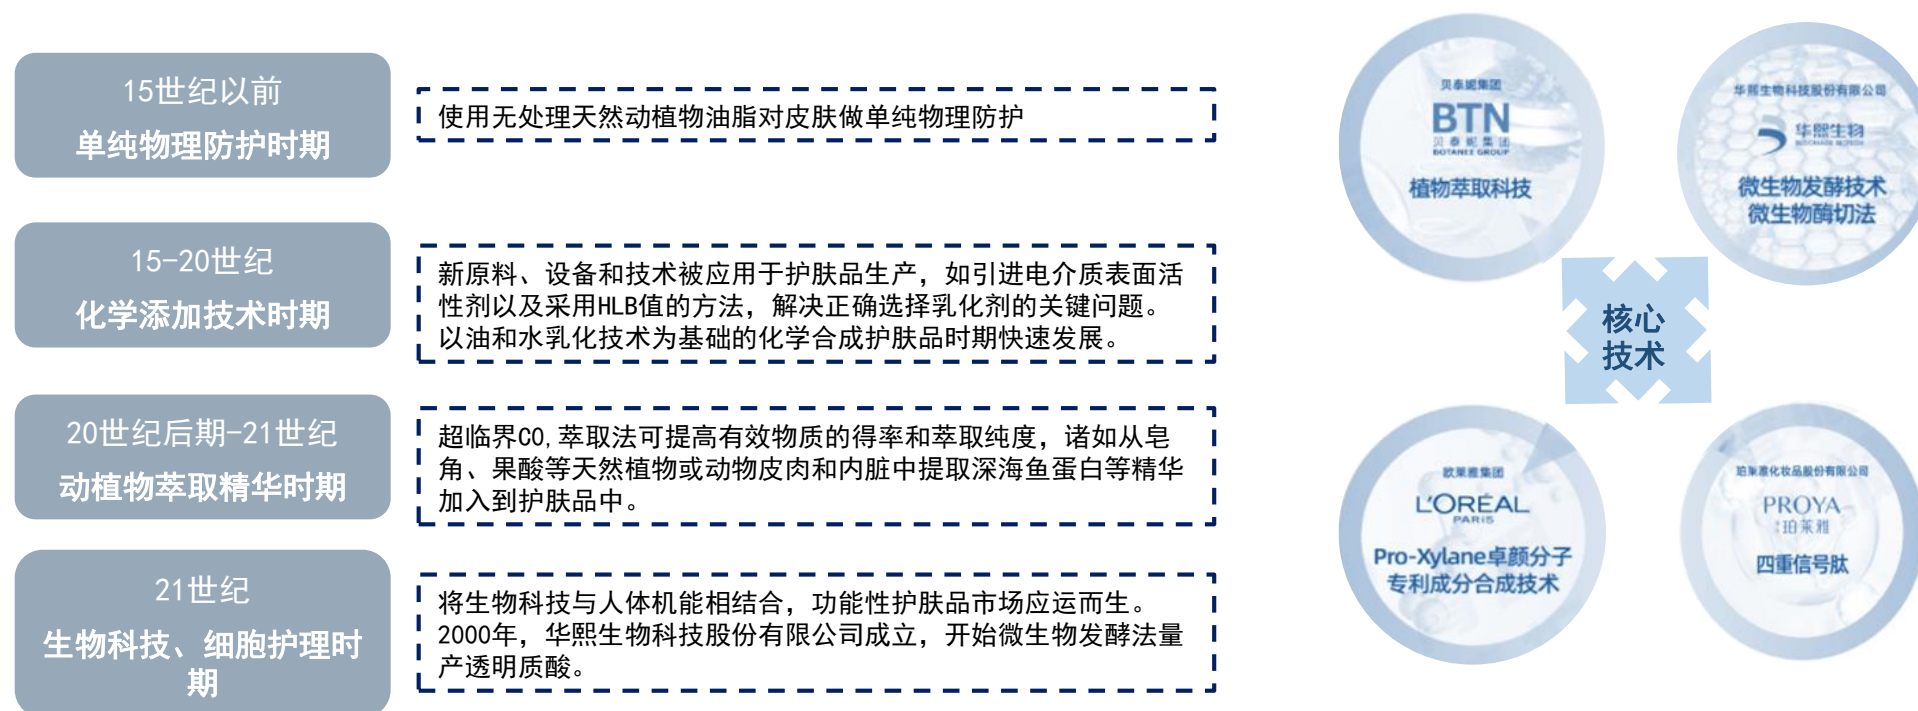 15世纪以前
单纯物理防护时期
使用无处理天然动植物油脂对皮肤做单纯物理防护
15-20世纪
化学添加技术时期
新原料、设备和技术被应用于护肤品生产，如引进电介质表面活
性剂以及采用HLB值的方法，解决正确选择乳化剂的关键问题。
以油和水乳化技术为基础的化学合成护肤品时期快速发展。
20世纪后期-21世纪
动植物萃取精华时期
超临界CO,萃取法可提高有效物质的得率和萃取纯度，诸如从皂
角、果酸等天然植物或动物皮肉和内脏中提取深海鱼蛋白等精华
加入到护肤品中。
21世纪
生物科技、细胞护理时
期
将生物科技与人体机能相结合，功能性护肤品市场应运而生。
2000年，华熙生物科技股份有限公司成立，开始微生物发酵法量
产透明质酸。
贝泰妮集团
BTN
贝泰妮集团
BOTANEE GROUP
植物萃取科技
华熙生物科技股份有限公司
华熙生物
微生物发酵技术
微生物酶切法
核心
技术
欧莱雅集团
L'ORÉAL
PARIS
Pro-Xylane卓颜分子
专利成分合成技术
珀莱雅化妆品股份有限公司
PROYA
珀莱雅
四重信号肽